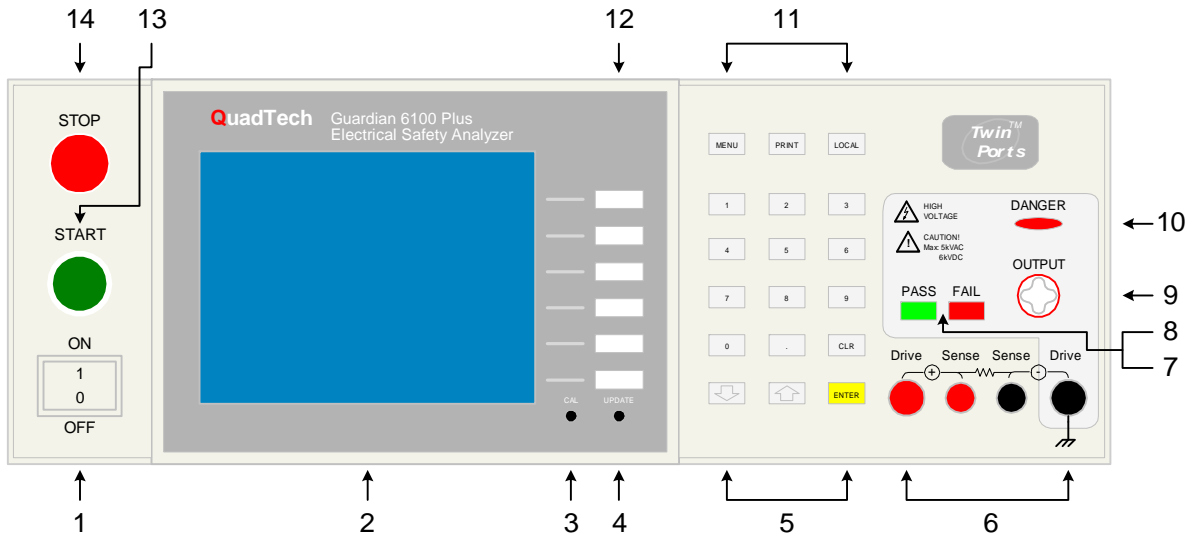 14
13
12
11
STOP
QuadTech
Guardian 6100 Plus
Electrical Safety Analyzer
MENU
PRINT
LOCAL
Twin TM
Ports
START
1
2
3
HIGH
VOLTAGE
DANGER
10
CAUTION!
Max: 5kVAC
6kVDC
4
5
6
OUTPUT
PASS
FAIL
9
7
8
9
8
7
ON
1
0
OFF
0
.
CLR
Drive
Sense
Sense
Drive
+
-
CAL
UPDATE
ENTER
1
2
3
4
5
6